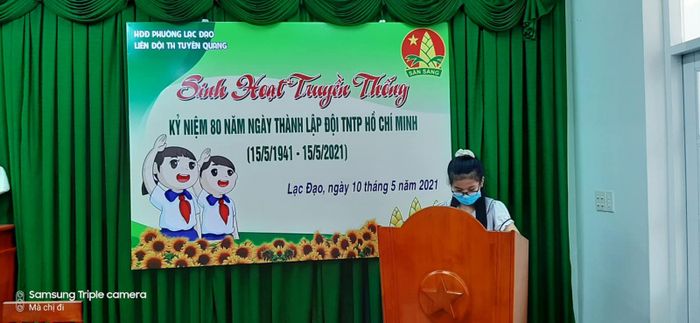 HĐĐ PHƯỜNG LẠC ĐẠO
LIÊN ĐỘI TH TUYÊN QUANG
SẴN SÀNG
Sinh Hoạt Truyền Thống
KỶ NIỆM 80 NĂM NGÀY THÀNH LẬP ĐỘI TNTP HỒ CHÍ MINH
(15/5/1941 - 15/5/2021)
Lạc Đạo, ngày 10 tháng 5 năm 2021
Samsung Triple camera
Mà chị đi